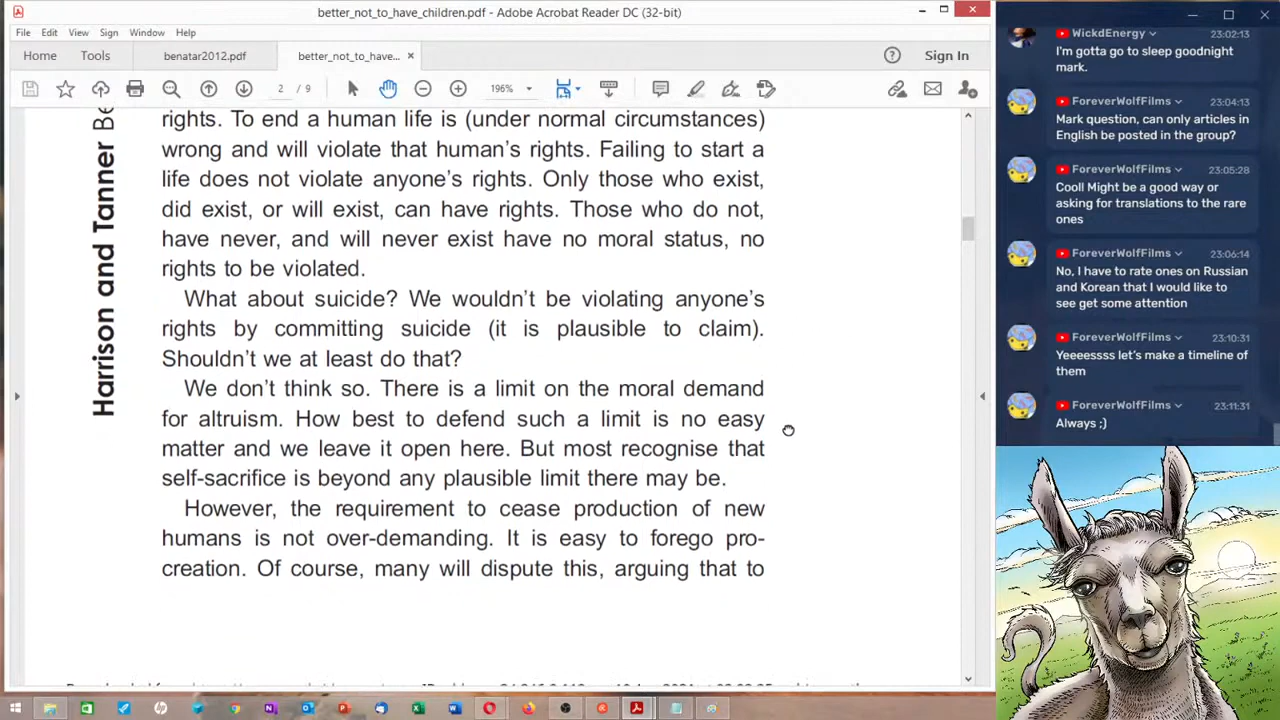 better_not_to_have_children.pdf - Adobe Acrobat Reader DC (32-bit)
File Edit View Sign Window Help
Home Tools benatar2012.pdf better_not_to_have... × Sign In
2 / 9 196%
Harrison and Tanner Be
rights. To end a human life is (under normal circumstances)
wrong and will violate that human's rights. Failing to start a
life does not violate anyone's rights. Only those who exist,
did exist, or will exist, can have rights. Those who do not,
have never, and will never exist have no moral status, no
rights to be violated.
What about suicide? We wouldn't be violating anyone's
rights by committing suicide (it is plausible to claim).
Shouldn't we at least do that?
We don't think so. There is a limit on the moral demand
for altruism. How best to defend such a limit is no easy
matter and we leave it open here. But most recognise that
self-sacrifice is beyond any plausible limit there may be.
However, the requirement to cease production of new
humans is not over-demanding. It is easy to forego pro-
creation. Of course, many will dispute this, arguing that to
WickdEnergy 23:02:13
I'm gotta go to sleep goodnight
mark.
ForeverWolfFilms 23:04:13
Mark question, can only articles in
English be posted in the group?
ForeverWolfFilms 23:05:28
Cooll Might be a good way or
asking for translations to the rare
ones
ForeverWolfFilms 23:06:14
No, I have to rate ones on Russian
and Korean that I would like to
see get some attention
ForeverWolfFilms 23:10:31
Yeeeessss let's make a timeline of
them
ForeverWolfFilms 23:11:31
Always ;)